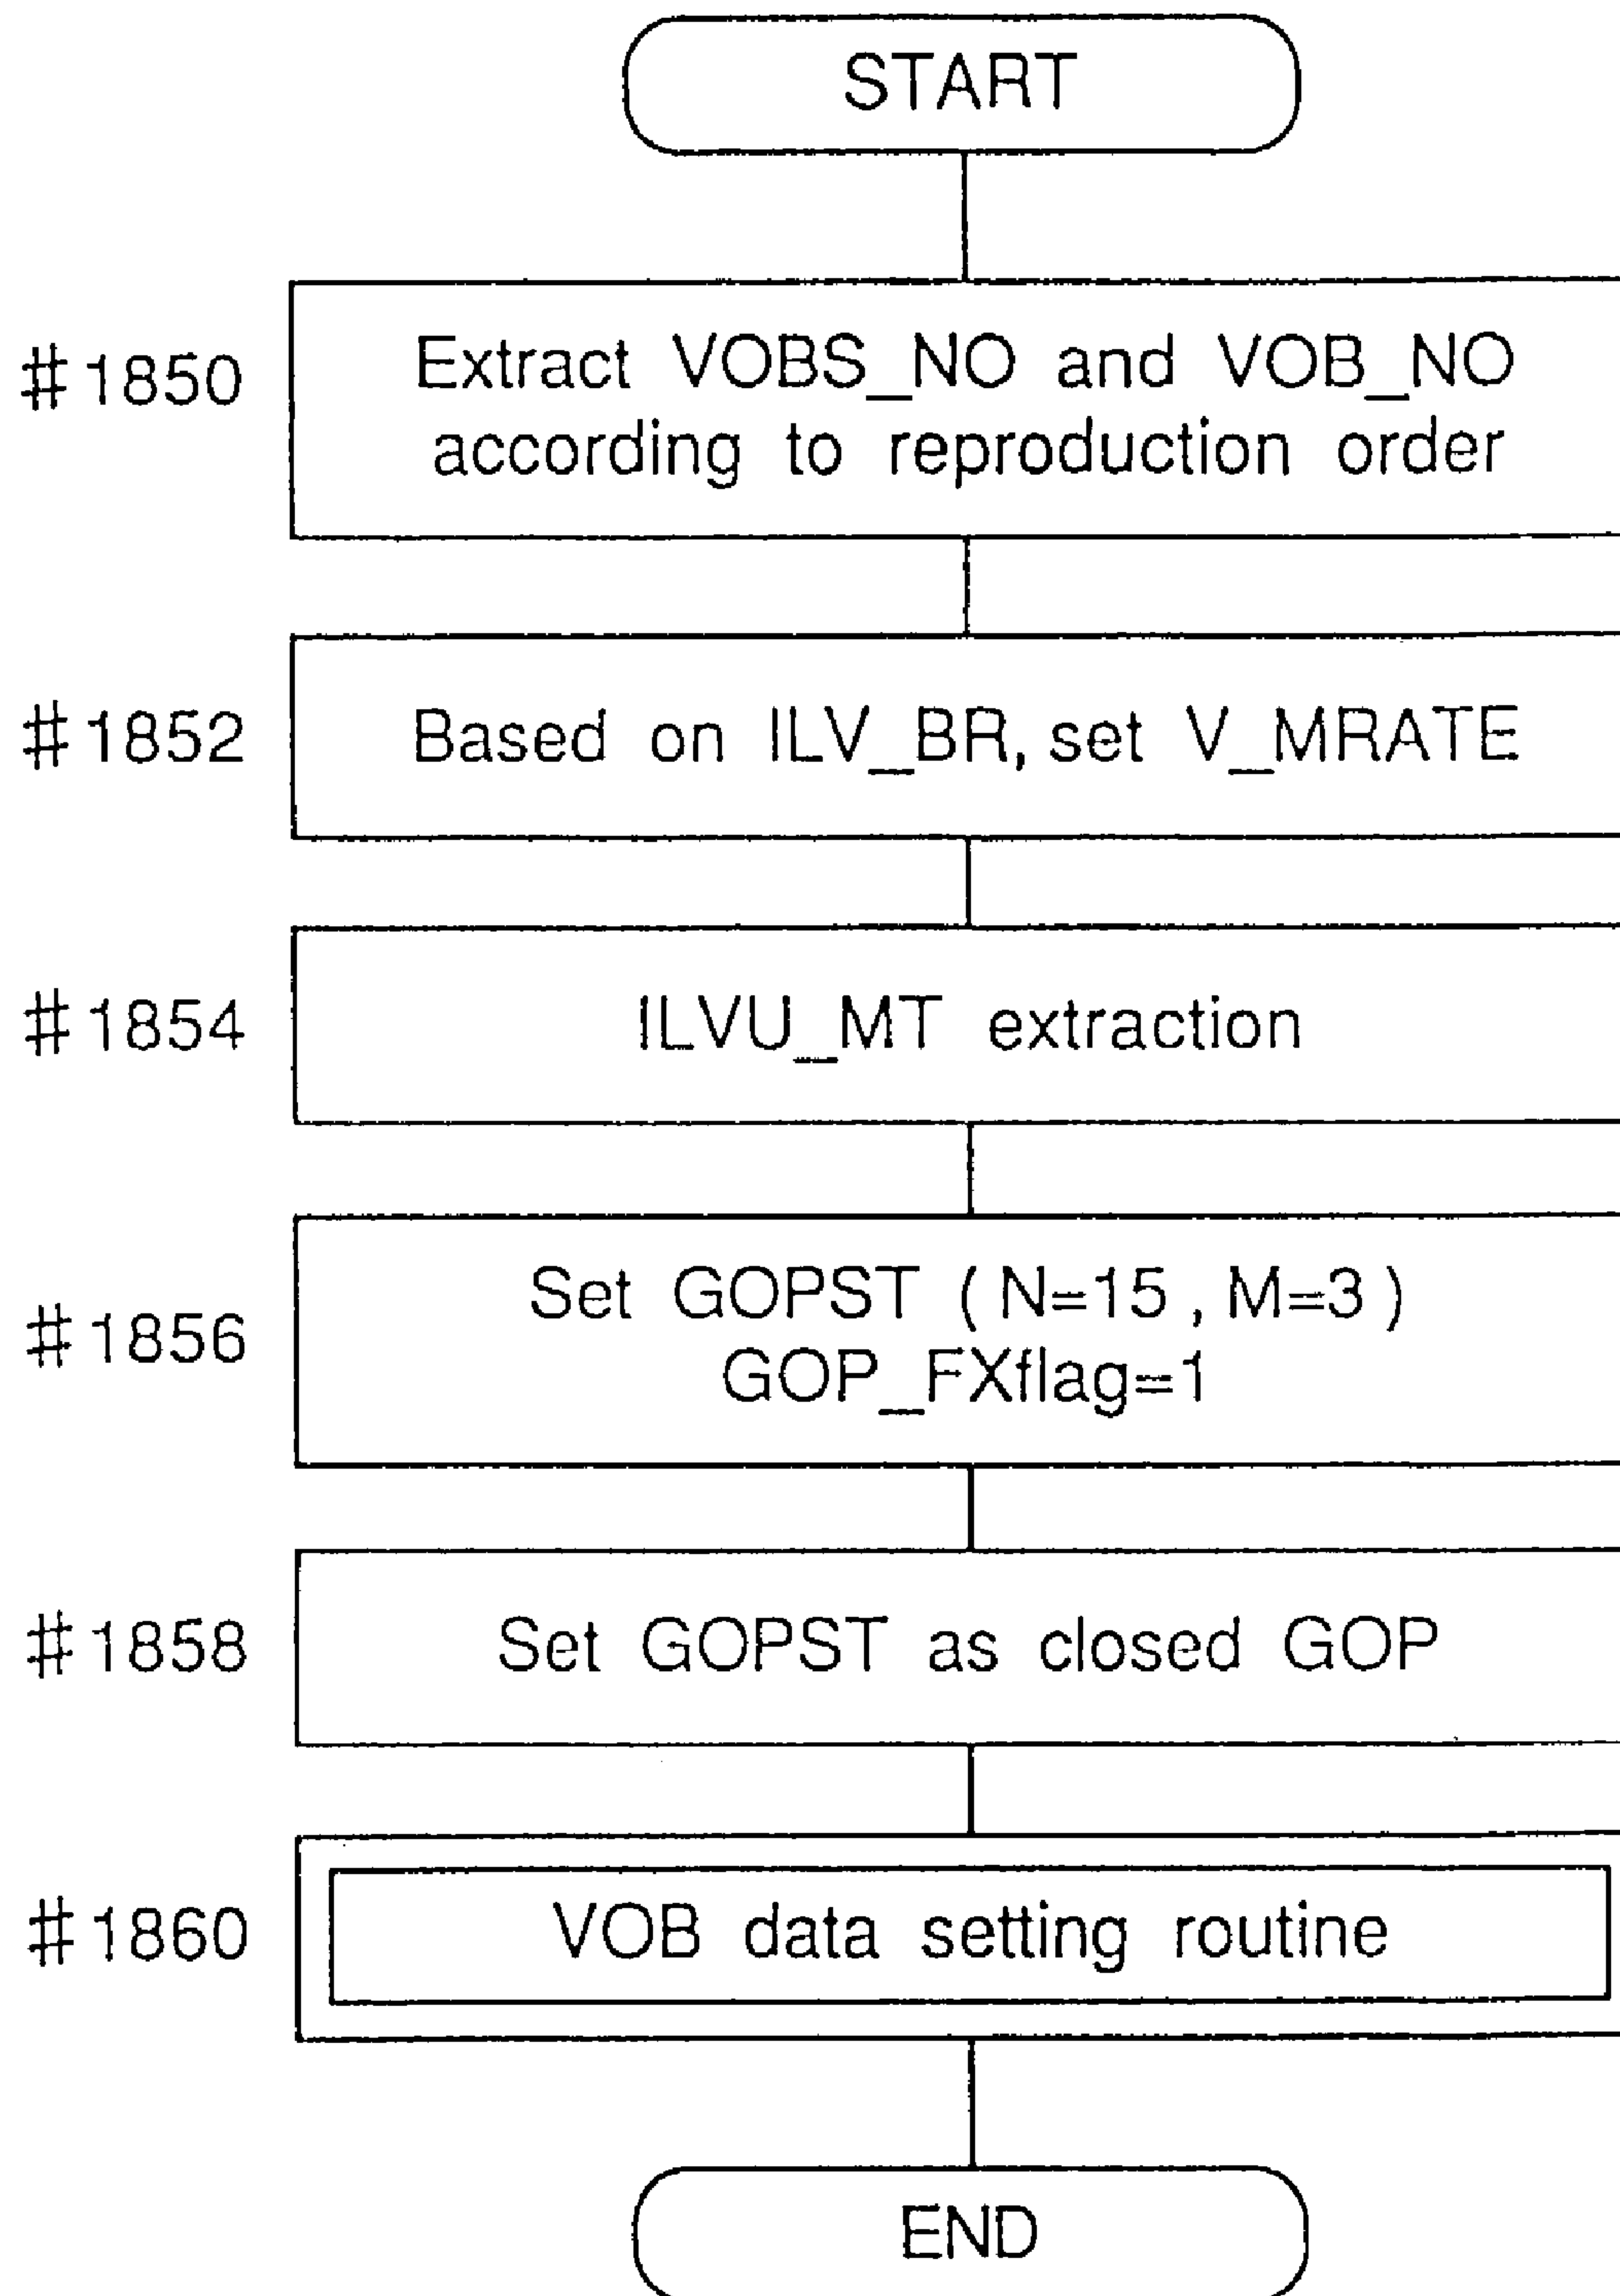 START
#1850
Extract VOBS_NO and VOB_NO
according to reproduction order
#1852
Based on ILV_BR, set V_MRATE
#1854
ILVU_MT extraction
#1856
Set GOPST ( N=15 , M=3 )
GOP_FXflag=1
#1858
Set GOPST as closed GOP
#1860
VOB data setting routine
END